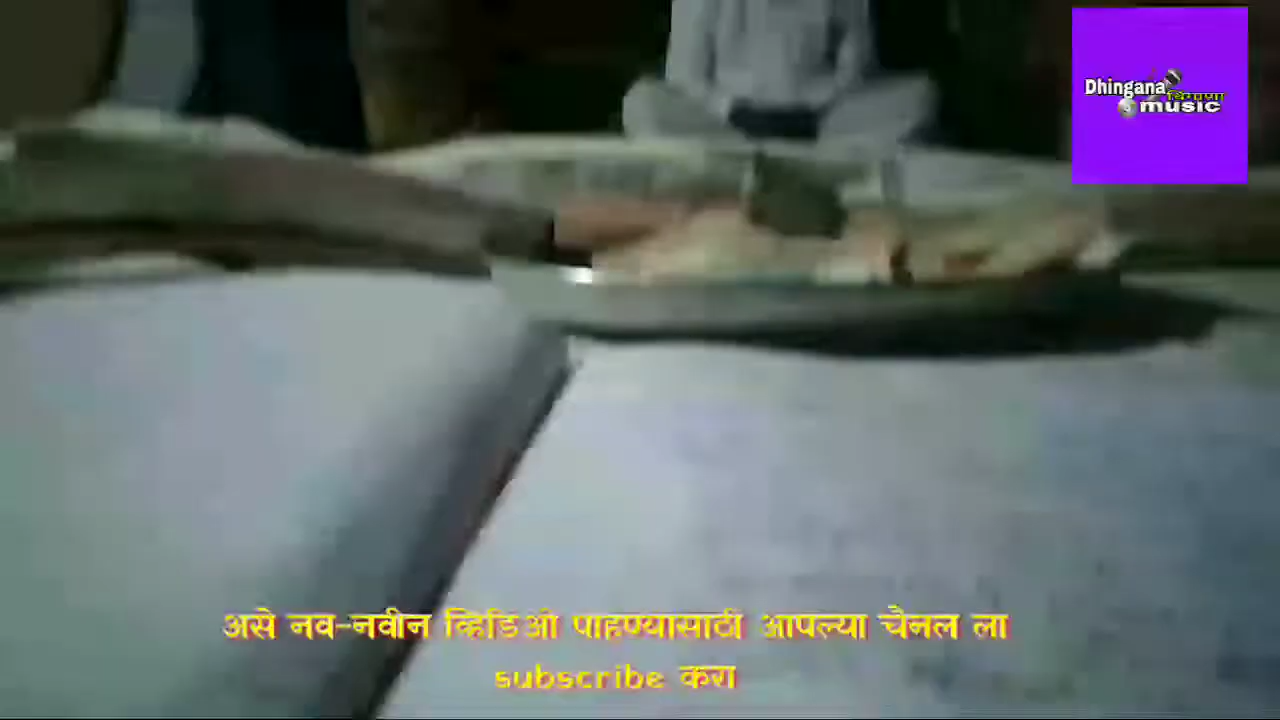 Dhingana
धिंगाणा
music
असे नव-नवीन व्हिडिओ पाहण्यासाठी आपल्या चॅनल ला
subscribe करा